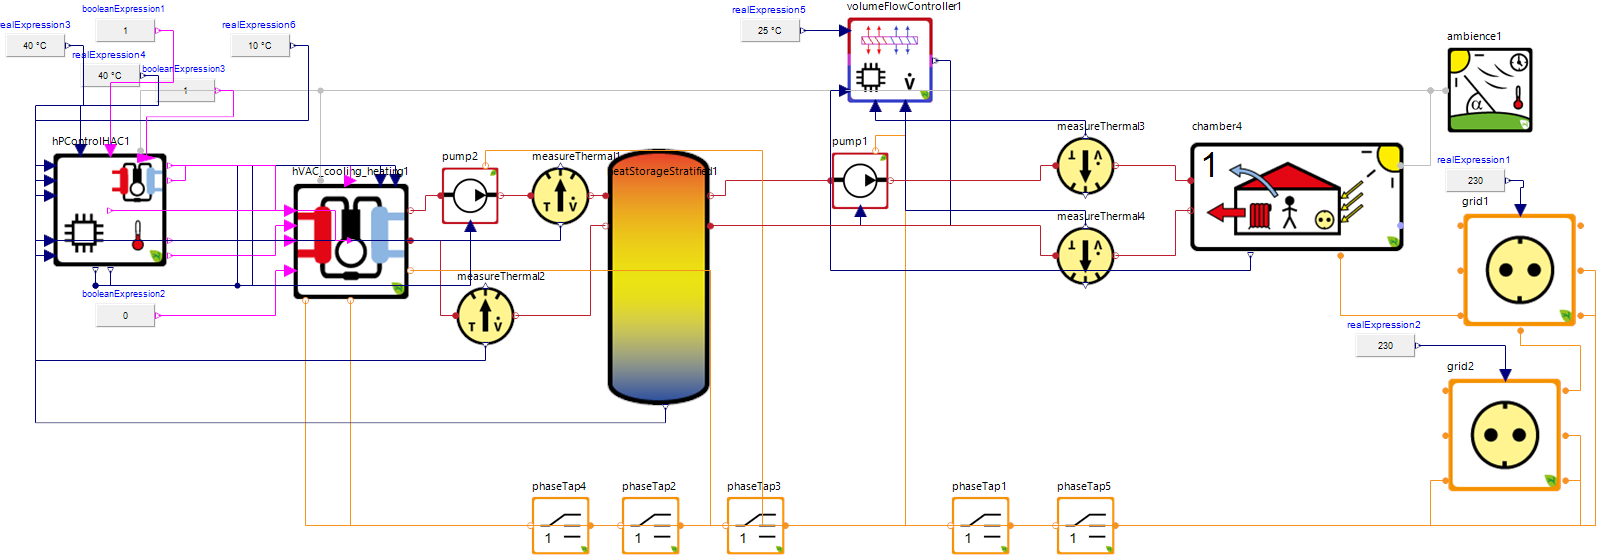 booleanExpression1
realExpression5
volumeFlowController1
realExpression3
1
realExpression6
25 °C
40 °C
10 °C
ambience1
realExpression4
40 °C
booleanExpression3
1
α
hPControlHAC1
pump2
measureThermal1
pump1
measureThermal3
chamber4
realExpression1
hVAC_cooling_heating1
heatStorageStratified1
T V̇
1
230
grid1
T V̇
V̇
measureThermal4
T V̇
measureThermal2
booleanExpression2
0
T V̇
realExpression2
230
grid2
phaseTap4
phaseTap2
phaseTap3
phaseTap1
phaseTap5
1
1
1
1
1